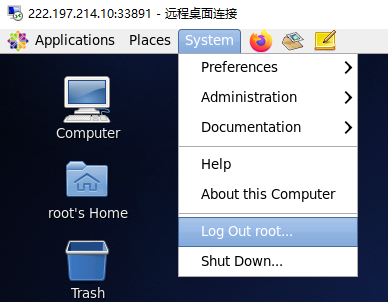 222.197.214.10:33891 - 远程桌面连接
Applications Places System
Preferences
Administration
Documentation
Help
About this Computer
Log Out root...
Shut Down...
Computer
root's Home
Trash